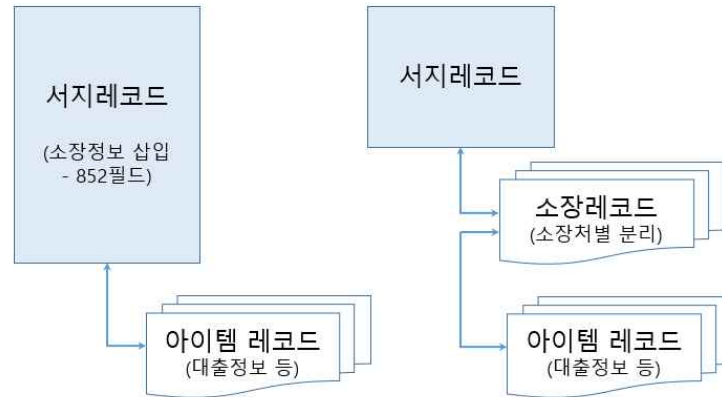 서지레코드
(소장정보 삽입
- 852필드)
아이템 레코드
(대출정보 등)
서지레코드
소장레코드
(소장처별 분리)
아이템 레코드
(대출정보 등)